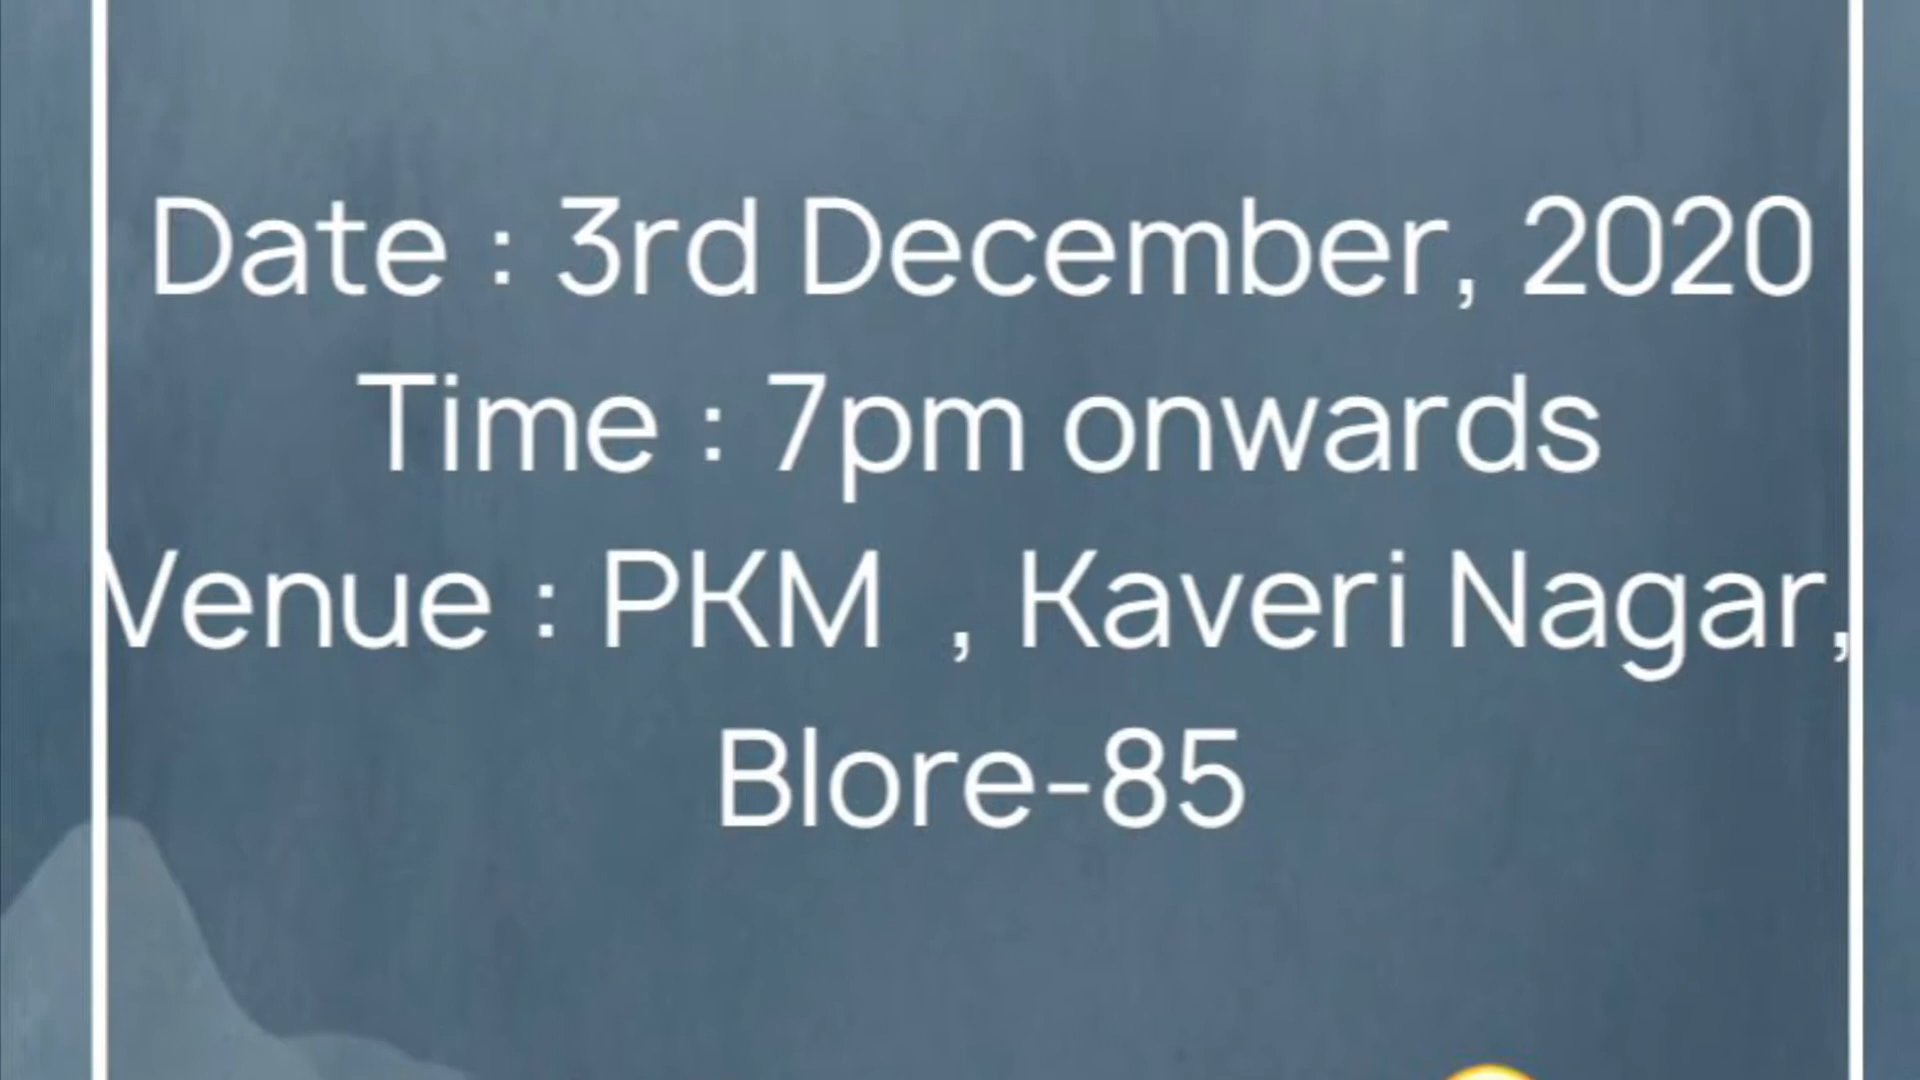 Date : 3rd December, 2020
Time : 7pm onwards
Venue : PKM , Kaveri Nagar,
Blore-85